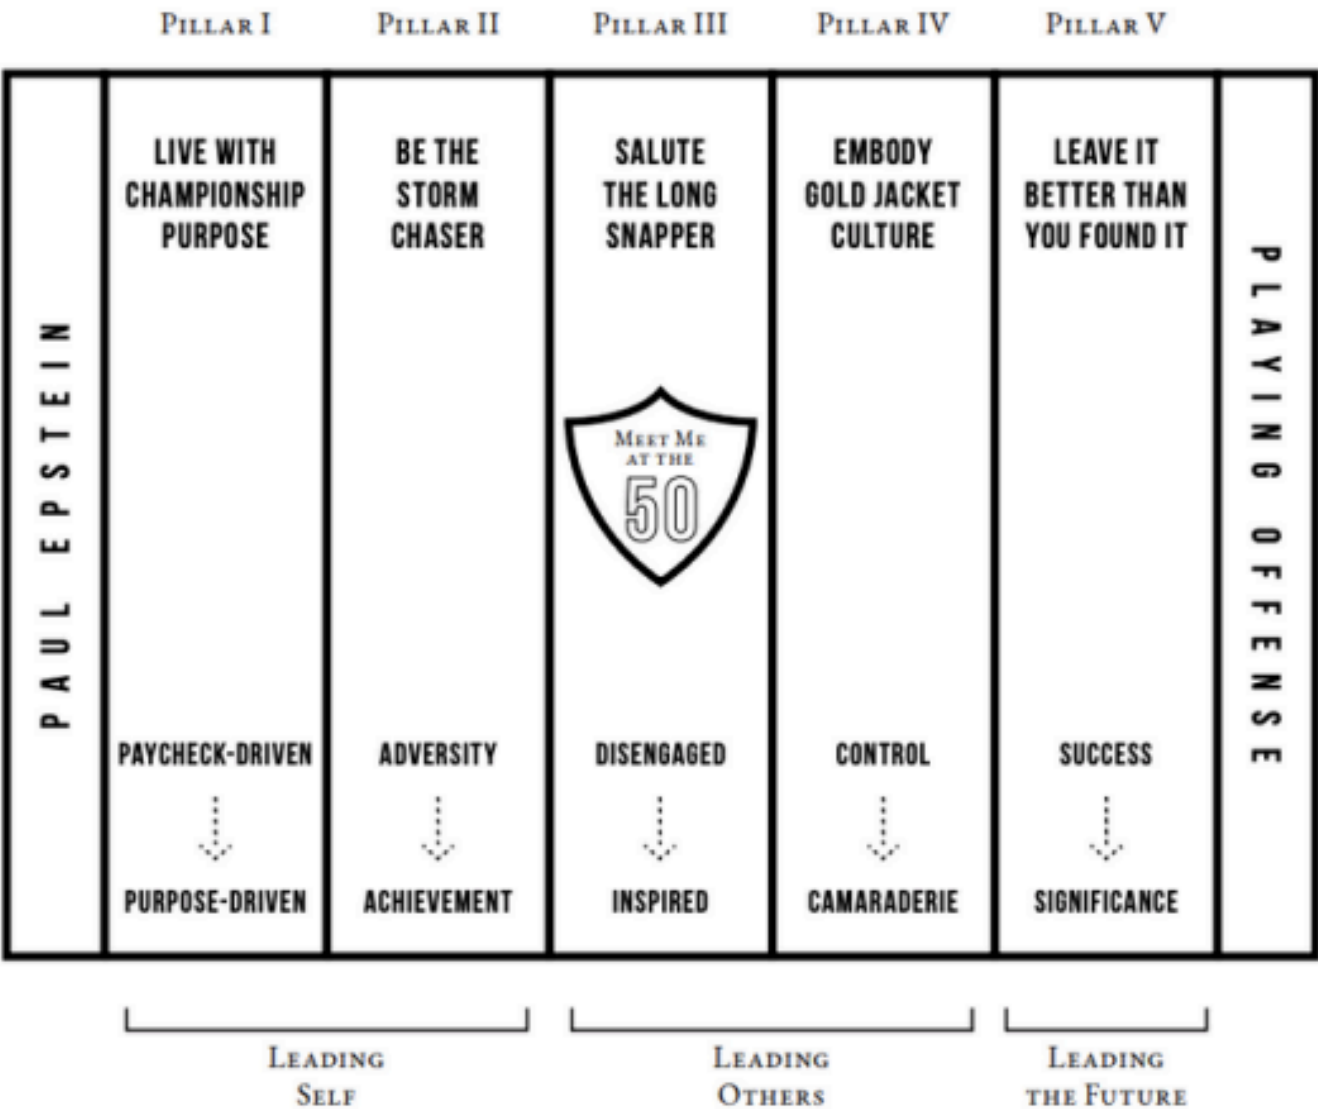 PILLAR I
PILLAR II
PILLAR III
PILLAR IV
PILLAR V
PAUL EPSTEIN
LIVE WITH
CHAMPIONSHIP
PURPOSE
BE THE
STORM
CHASER
SALUTE
THE LONG
SNAPPER
EMBODY
GOLD JACKET
CULTURE
LEAVE IT
BETTER THAN
YOU FOUND IT
PLAYING OFFENSE
MEET ME
AT THE
50
PAYCHECK-DRIVEN
PURPOSE-DRIVEN
ADVERSITY
ACHIEVEMENT
DISENGAGED
INSPIRED
CONTROL
CAMARADERIE
SUCCESS
SIGNIFICANCE
LEADING
SELF
LEADING
OTHERS
LEADING
THE FUTURE